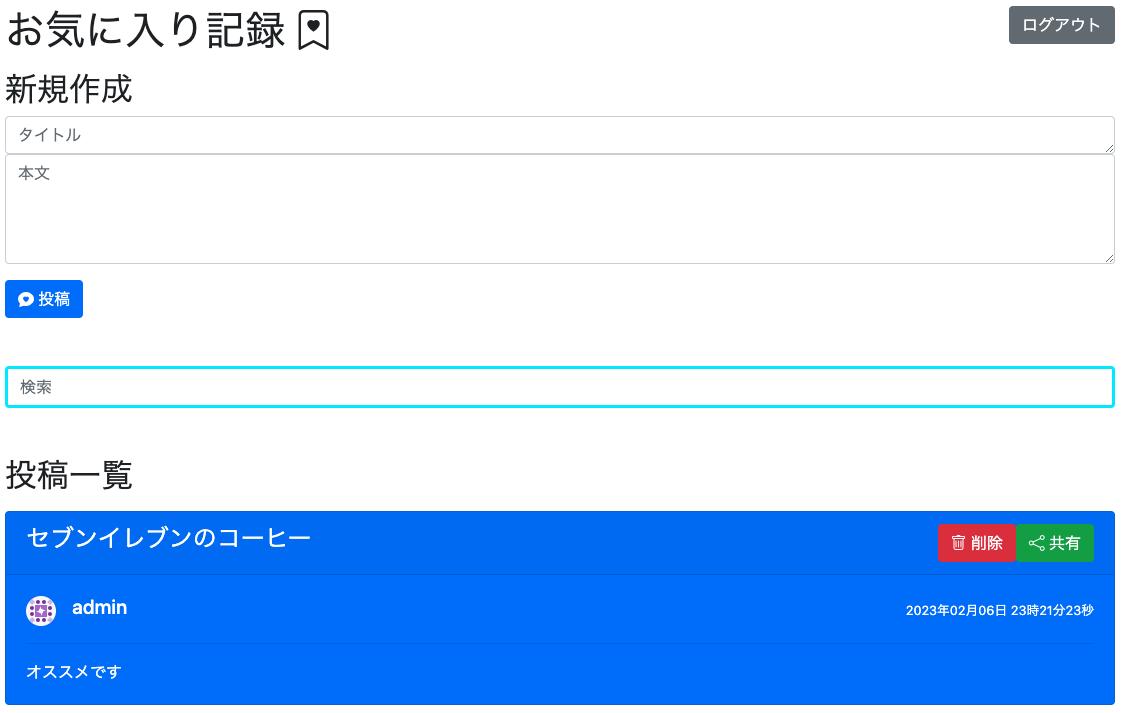 お気に入り記録
ログアウト
新規作成
タイトル
本文
投稿
検索
投稿一覧
セブンイレブンのコーヒー
削除
共有
admin
2023年02月06日 23時21分23秒
オススメです